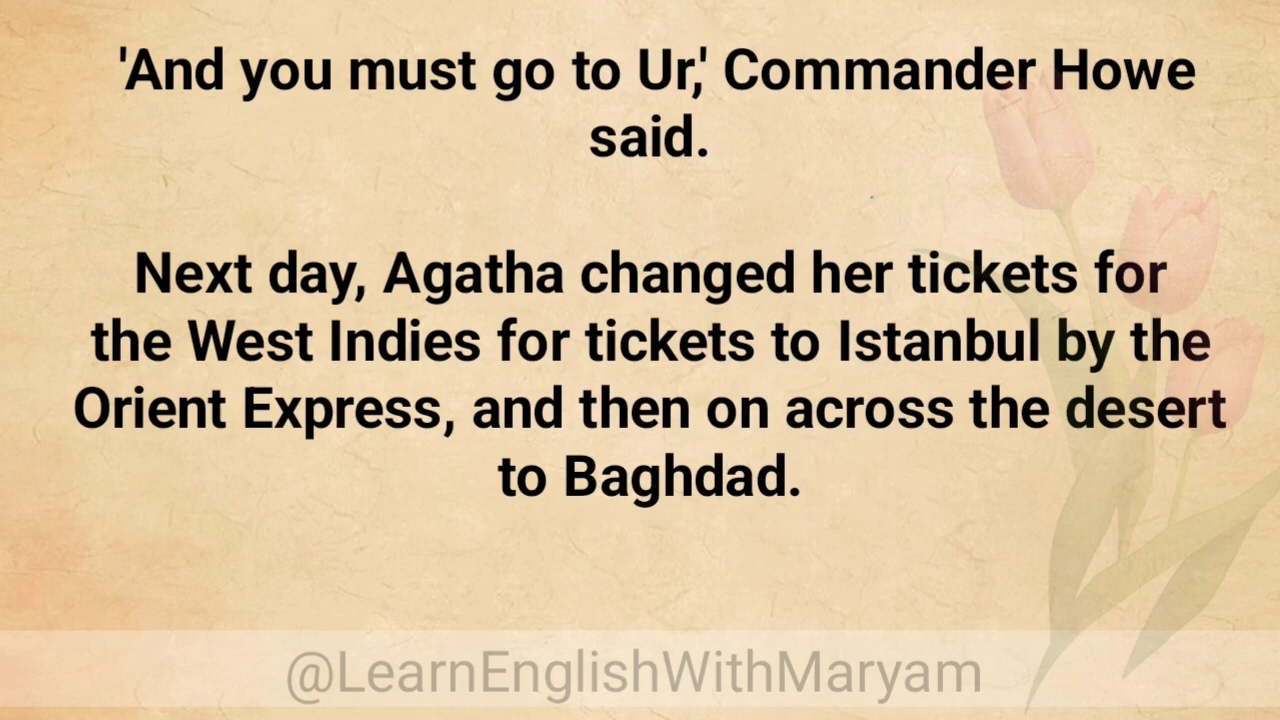 'And you must go to Ur,' Commander Howe
said.
Next day, Agatha changed her tickets for
the West Indies for tickets to Istanbul by the
Orient Express, and then on across the desert
to Baghdad.
@LearnEnglishWithMaryam